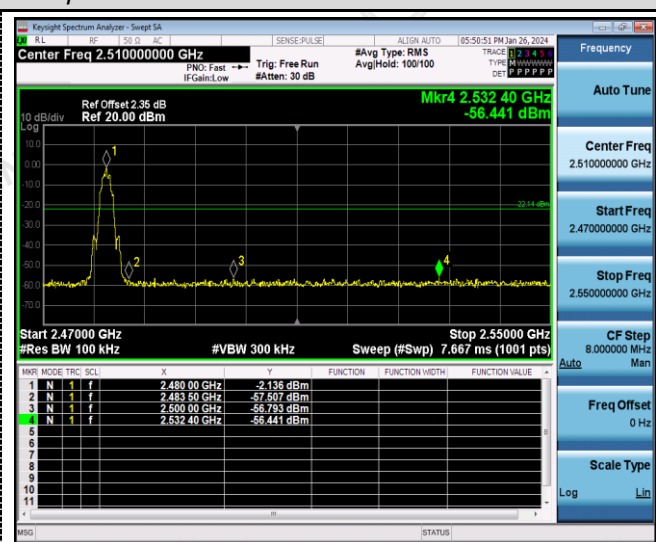 Keysight Spectrum Analyzer - Swept SA
RL RF 50 Ω AC SENSE:PULSE ALIGN AUTO 05:50:51 PM Jan 26, 2024
Center Freq 2.510000000 GHz
PNO: Fast
IFGain:Low
Trig: Free Run
#Atten: 30 dB
#Avg Type: RMS
Avg|Hold: 100/100
TRACE 1 2 3 4 5 6
TYPE M W W W W W
DET P P P P P P
Frequency
Mkr4 2.532 40 GHz
-56.441 dBm
Ref Offset 2.35 dB
10 dB/div Ref 20.00 dBm
Log
10.0
0.00
-10.0
-20.0
-30.0
-40.0
-50.0
-60.0
-70.0
1
2
3
4
-22.14 dBm
Start 2.47000 GHz Stop 2.55000 GHz
#Res BW 100 kHz #VBW 300 kHz Sweep (#Swp) 7.667 ms (1001 pts)
MKR MODE TRC SCL X Y FUNCTION FUNCTION WIDTH FUNCTION VALUE
1 N 1 f 2.480 00 GHz -2.136 dBm
2 N 1 f 2.483 50 GHz -57.507 dBm
3 N 1 f 2.500 00 GHz -56.793 dBm
4 N 1 f 2.532 40 GHz -56.441 dBm
5
6
7
8
9
10
11
MSG STATUS
Auto Tune
Center Freq
2.510000000 GHz
Start Freq
2.470000000 GHz
Stop Freq
2.550000000 GHz
CF Step
8.000000 MHz
Auto Man
Freq Offset
0 Hz
Scale Type
Log Lin